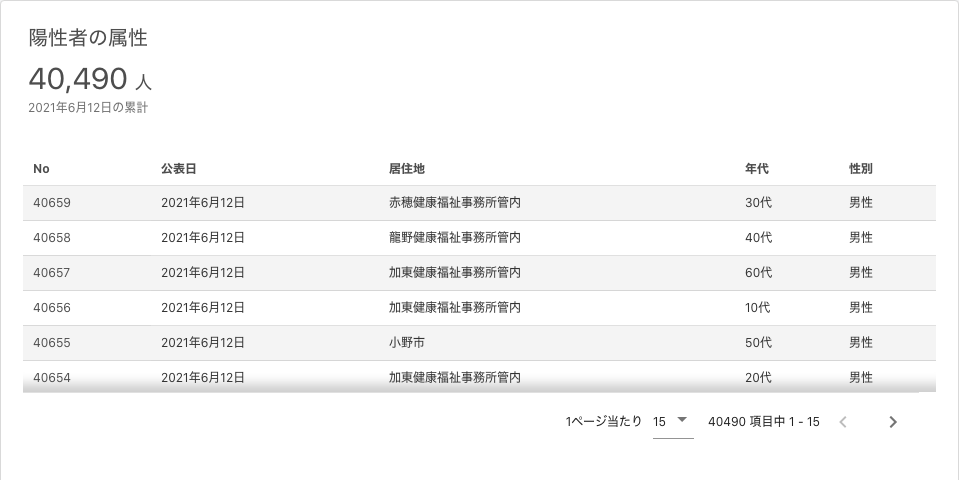 陽性者の属性
40,490 人
2021年6月12日の累計
No 公表日 居住地 年代 性別
40659 2021年6月12日 赤穂健康福祉事務所管内 30代 男性
40658 2021年6月12日 龍野健康福祉事務所管内 40代 男性
40657 2021年6月12日 加東健康福祉事務所管内 60代 男性
40656 2021年6月12日 加東健康福祉事務所管内 10代 男性
40655 2021年6月12日 小野市 50代 男性
40654 2021年6月12日 加東健康福祉事務所管内 20代 男性
1ページ当たり 15 40490 項目中 1 - 15